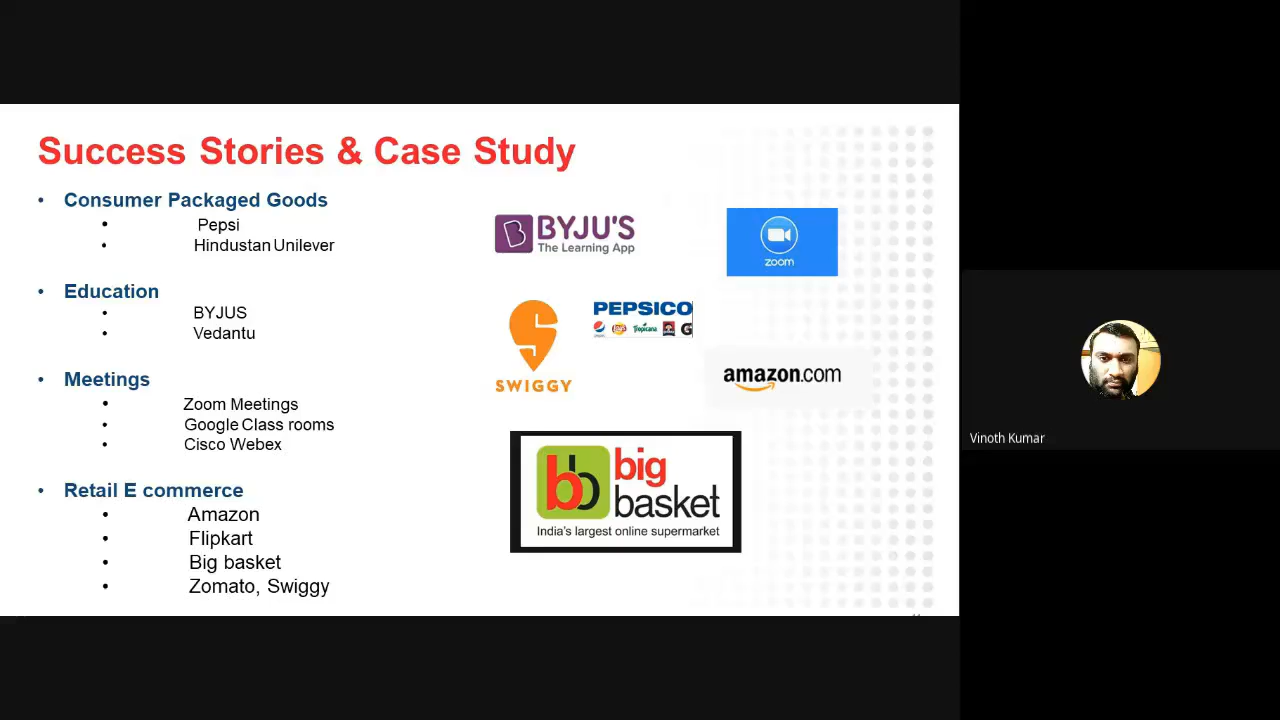 Success Stories & Case Study
• Consumer Packaged Goods
• Pepsi
• Hindustan Unilever
• Education
• BYJUS
• Vedantu
• Meetings
• Zoom Meetings
• Google Class rooms
• Cisco Webex
• Retail E commerce
• Amazon
• Flipkart
• Big basket
• Zomato, Swiggy
BYJU'S
The Learning App
zoom
SWIGGY
PEPSICO
Tropicana
amazon.com
bb big
basket
India's largest online supermarket
Vinoth Kumar